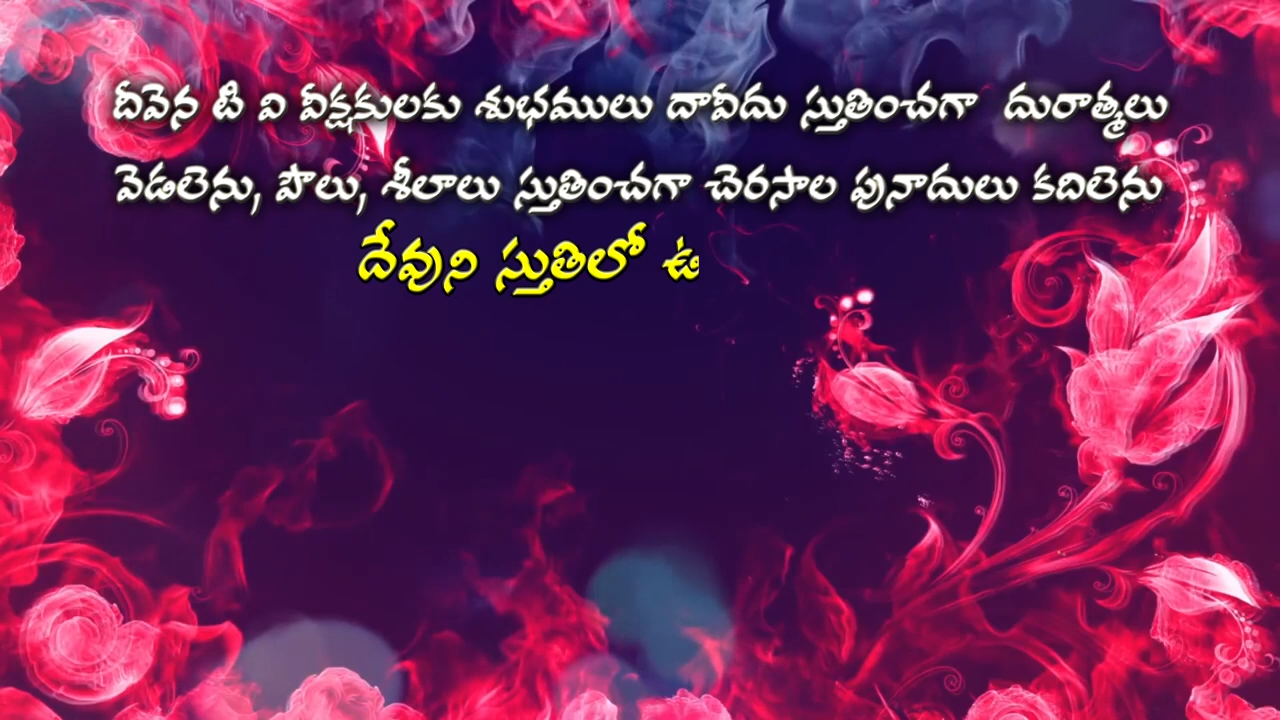 దీవెన టి వి వీక్షకులకు శుభములు దావీదు స్తుతించగా దురాత్మలు
వెడలెను, పౌలు, శీలాలు స్తుతించగా చెరసాల పునాదులు కదిలెను
దేవుని స్తుతిలో